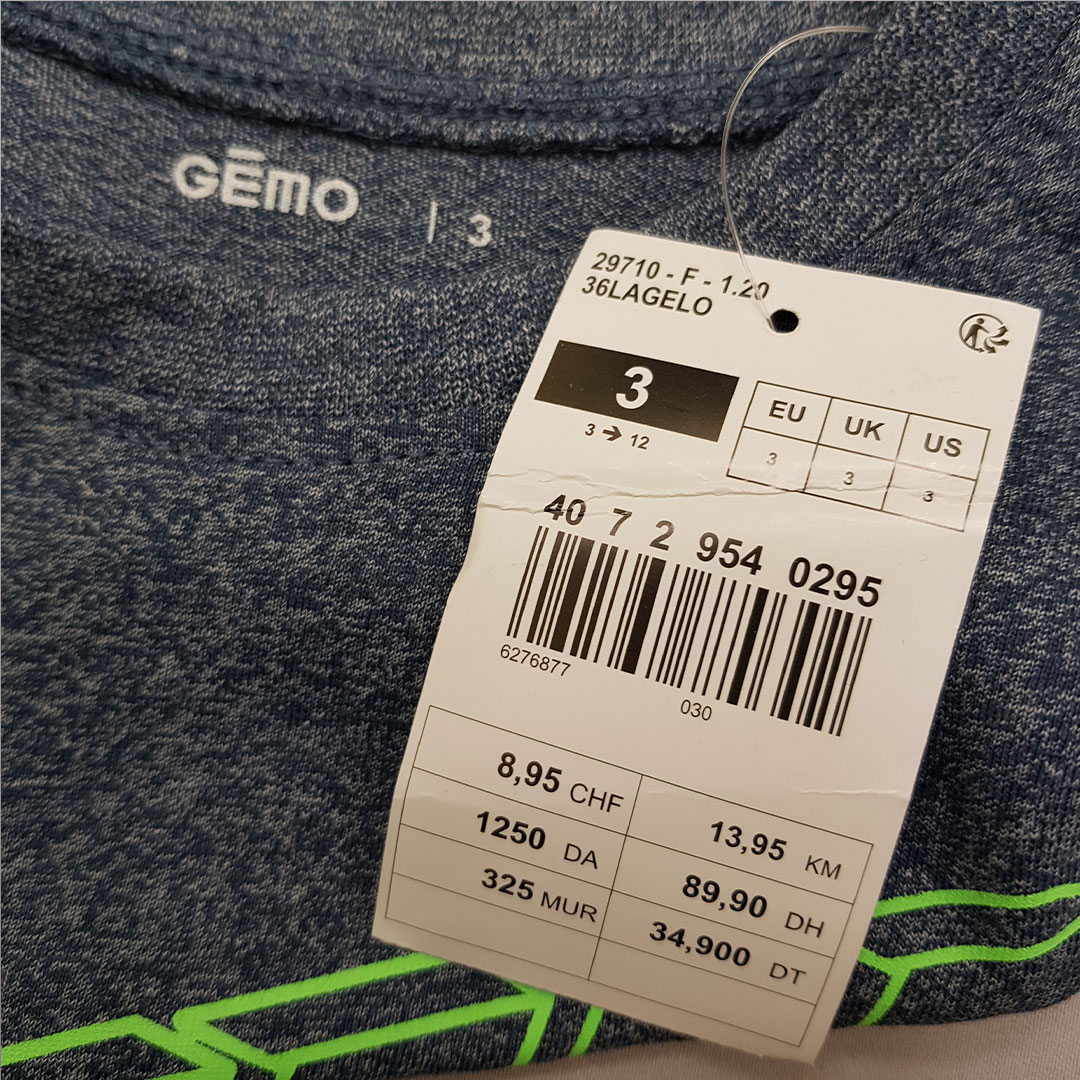 GĒMO | 3
29710 - F - 1.20
36LAGELO
3
3 → 12
EU UK US
3 3 3
40 7 2 954 0295
6276877
030
8,95 CHF
13,95 KM
1250 DA
89,90 DH
325 MUR
34,900 DT